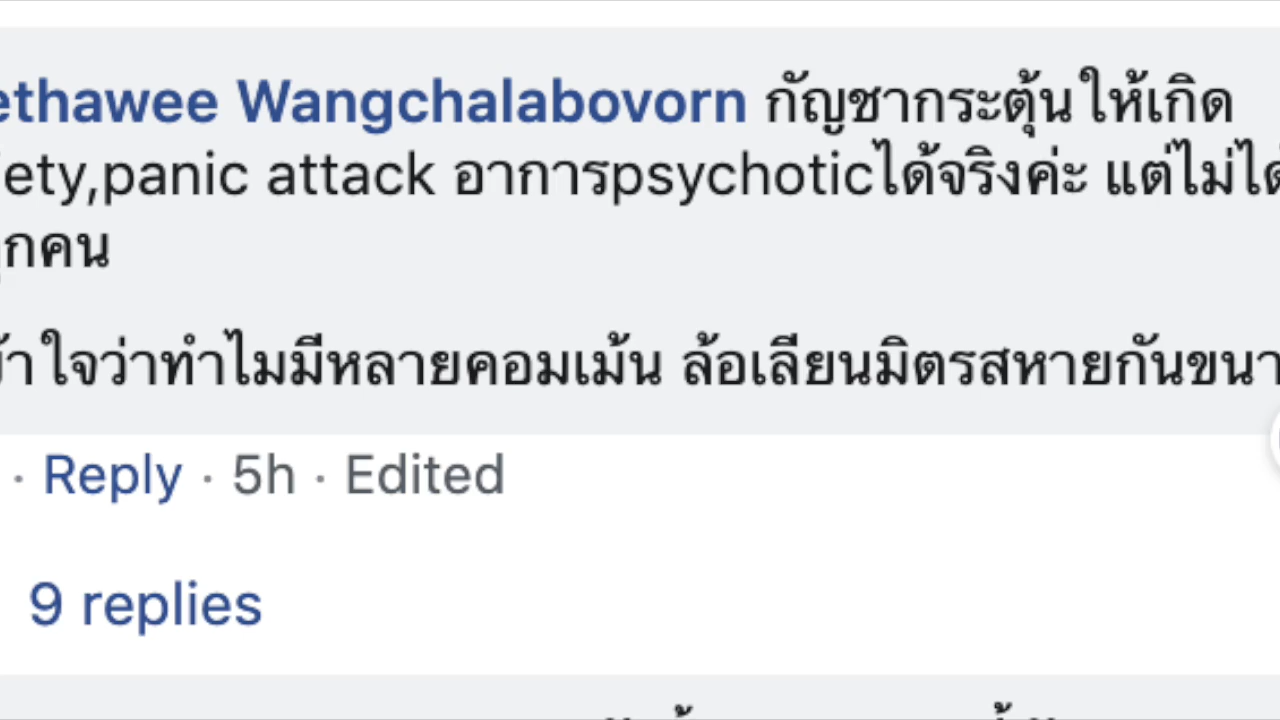 ethawee Wangchalabovorn กัญชากระตุ้นให้เกิด
ety,panic attack อาการpsychoticได้จริงค่ะ แต่ไม่ได้
ทุกคน
เข้าใจว่าทำไมมีหลายคอมเม้น ล้อเลียนมิตรสหายกันขนา
· Reply · 5h · Edited
9 replies